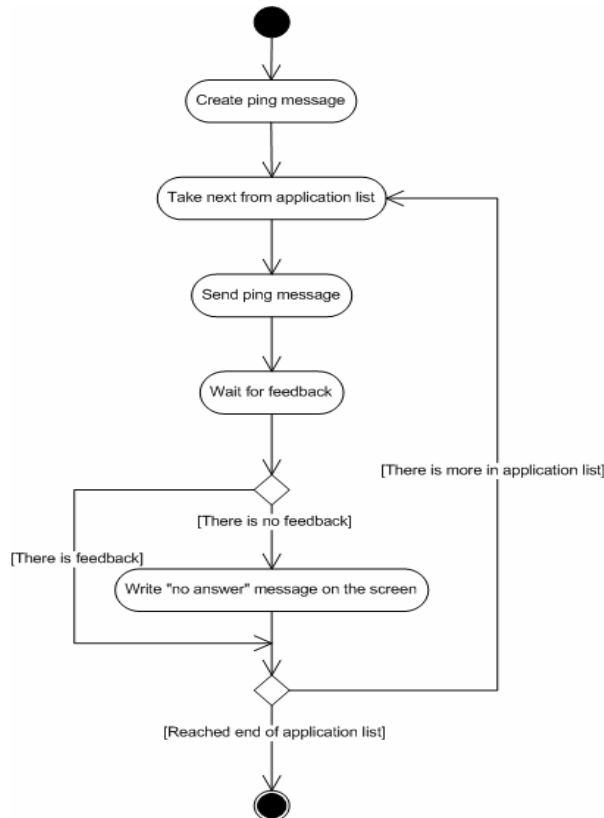 Create ping message
Take next from application list
Send ping message
Wait for feedback
[There is more in application list]
[There is no feedback]
[There is feedback]
Write "no answer" message on the screen
[Reached end of application list]